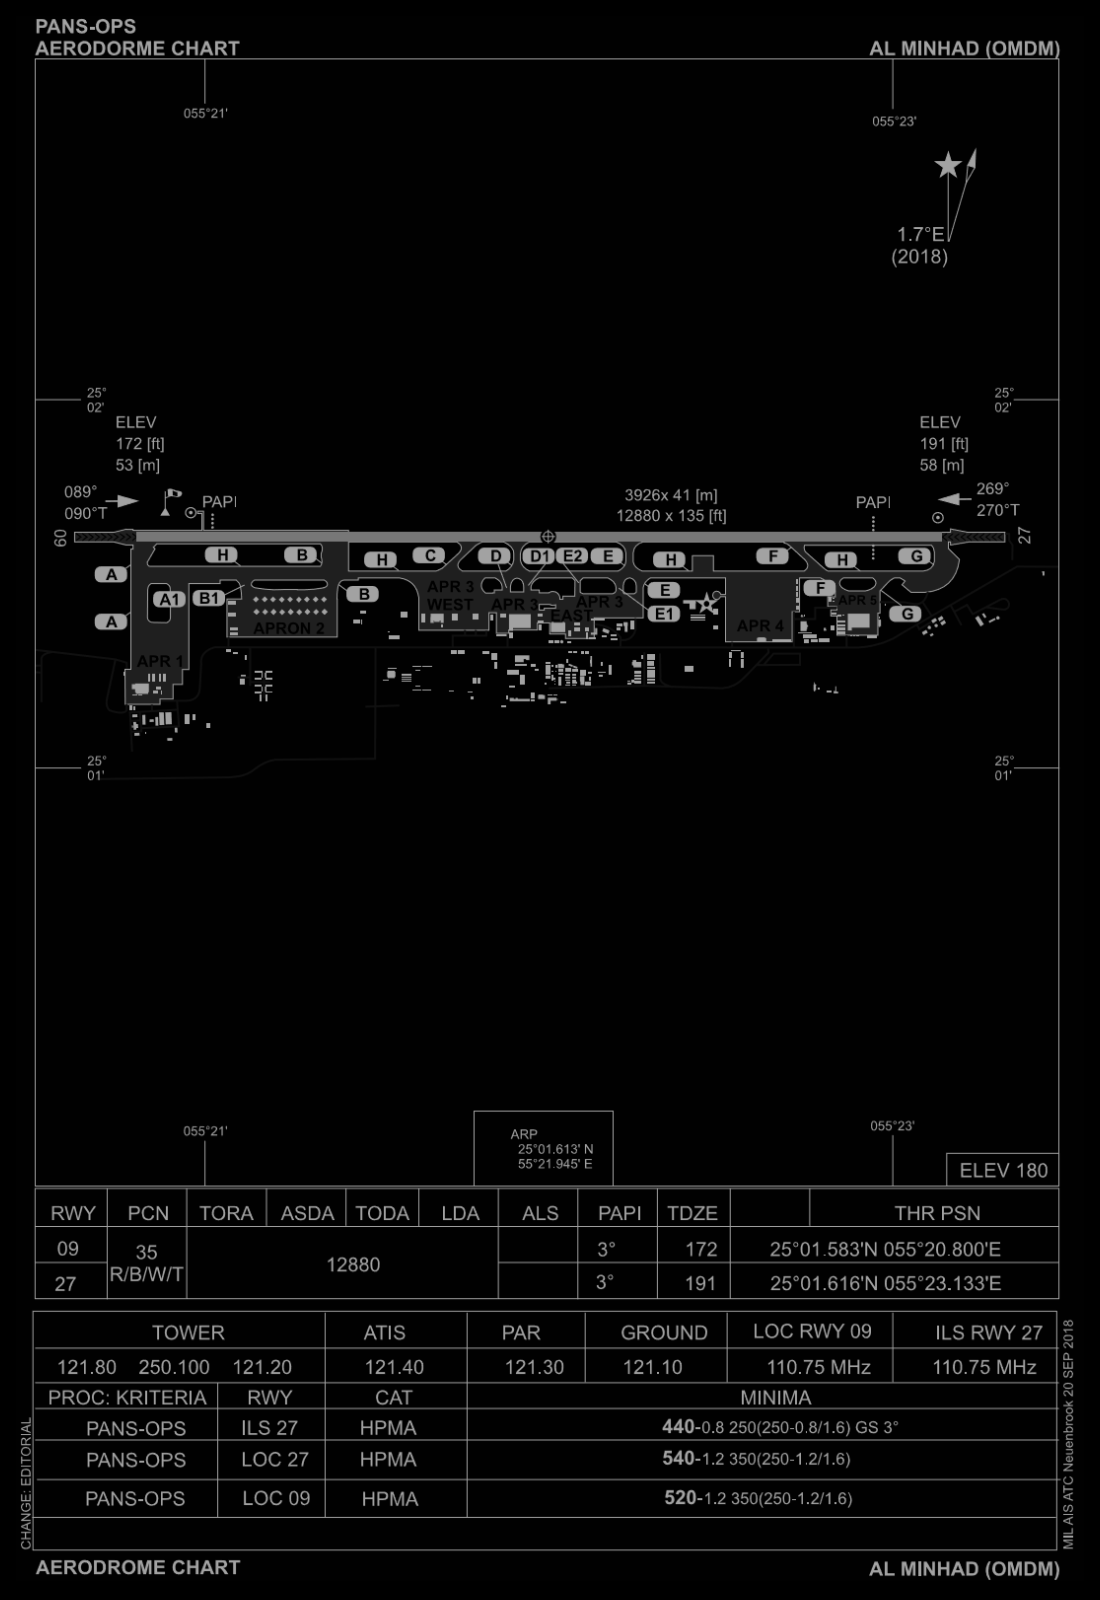 PANS-OPS
AERODORME CHART
AL MINHAD (OMDM)
055°21'
055°23'
1.7°E
(2018)
25°
02'
25°
02'
ELEV
172 [ft]
53 [m]
ELEV
191 [ft]
58 [m]
089°
090°T
PAPI
3926x 41 [m]
12880 x 135 [ft]
PAPI
269°
270°T
09
27
H
B
H
C
D
D1
E2
E
H
F
H
G
A
A1
B1
B
APR 3
WEST
APR 3
APR 3
EAST
E
E1
F
APR 5
G
A
APRON 2
APR 4
APR 1
25°
01'
25°
01'
055°21'
055°23'
ARP
25°01.613' N
55°21.945' E
ELEV 180
RWY PCN TORA ASDA TODA LDA ALS PAPI TDZE THR PSN
09 35 R/B/W/T 12880 3° 172 25°01.583'N 055°20.800'E
27 3° 191 25°01.616'N 055°23.133'E
TOWER ATIS PAR GROUND LOC RWY 09 ILS RWY 27
121.80 250.100 121.20 121.40 121.30 121.10 110.75 MHz 110.75 MHz
PROC: KRITERIA RWY CAT MINIMA
PANS-OPS ILS 27 HPMA 440-0.8 250(250-0.8/1.6) GS 3°
PANS-OPS LOC 27 HPMA 540-1.2 350(250-1.2/1.6)
PANS-OPS LOC 09 HPMA 520-1.2 350(250-1.2/1.6)
CHANGE: EDITORIAL
MIL AIS ATC Neuenbrook 20 SEP 2018
AERODROME CHART
AL MINHAD (OMDM)